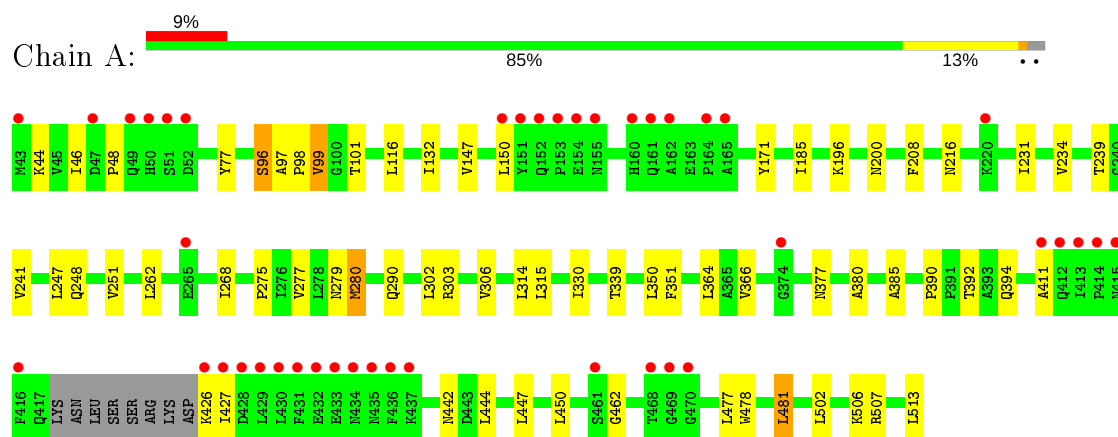 9%
Chain A:
85% 13% • •
M43 K44 V45 I46 D47 P48 Q49 H50 S51 D52 Y77 S96 A97 P98 V99 G100 T101 L116 I132 V147 L150 Y151 Q152 P153 E154 N155 H160 Q161 A162 E163 P164 A165 Y171 I185 K196 N200 F208 N216 K220 I231 V234 T239 G240
V241 L247 Q248 V251 L262 E265 I268 P275 I276 V277 L278 N279 M280 Q290 L302 R303 V306 L314 L315 I330 T339 L350 F351 L364 A365 V366 G374 N377 A380 A385 P390 P391 T392 A393 Q394 A411 Q412 I413 P414 N415
F416 Q417 LYS ASN LEU SER SER ARG LYS ASP K426 I427 D428 L429 L430 F431 E432 E433 N434 N435 F436 K437 N442 D443 L444 L447 L450 S461 G462 T468 G469 G470 L477 W478 L481 L502 K506 R507 L513